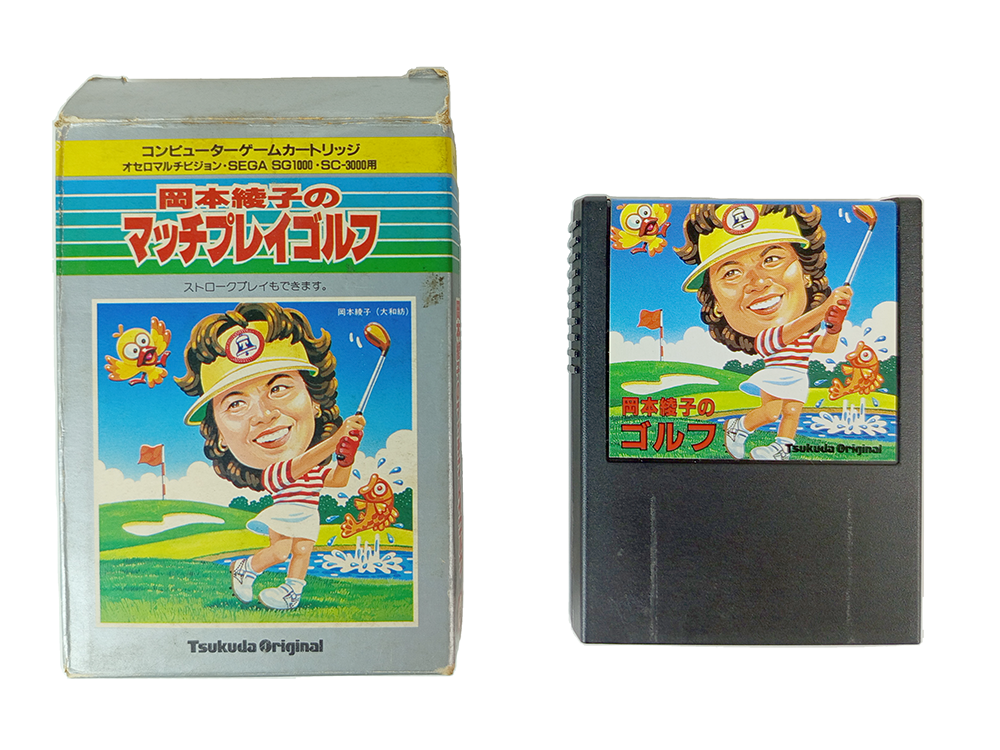 コンピューターゲームカートリッジ
オセロマルチビジョン・SEGA SG1000・SC-3000用
岡本綾子の
マッチプレイゴルフ
ストロークプレイもできます。
岡本綾子（大和紡）
Tsukuda Original
岡本綾子の
ゴルフ
Tsukuda Original